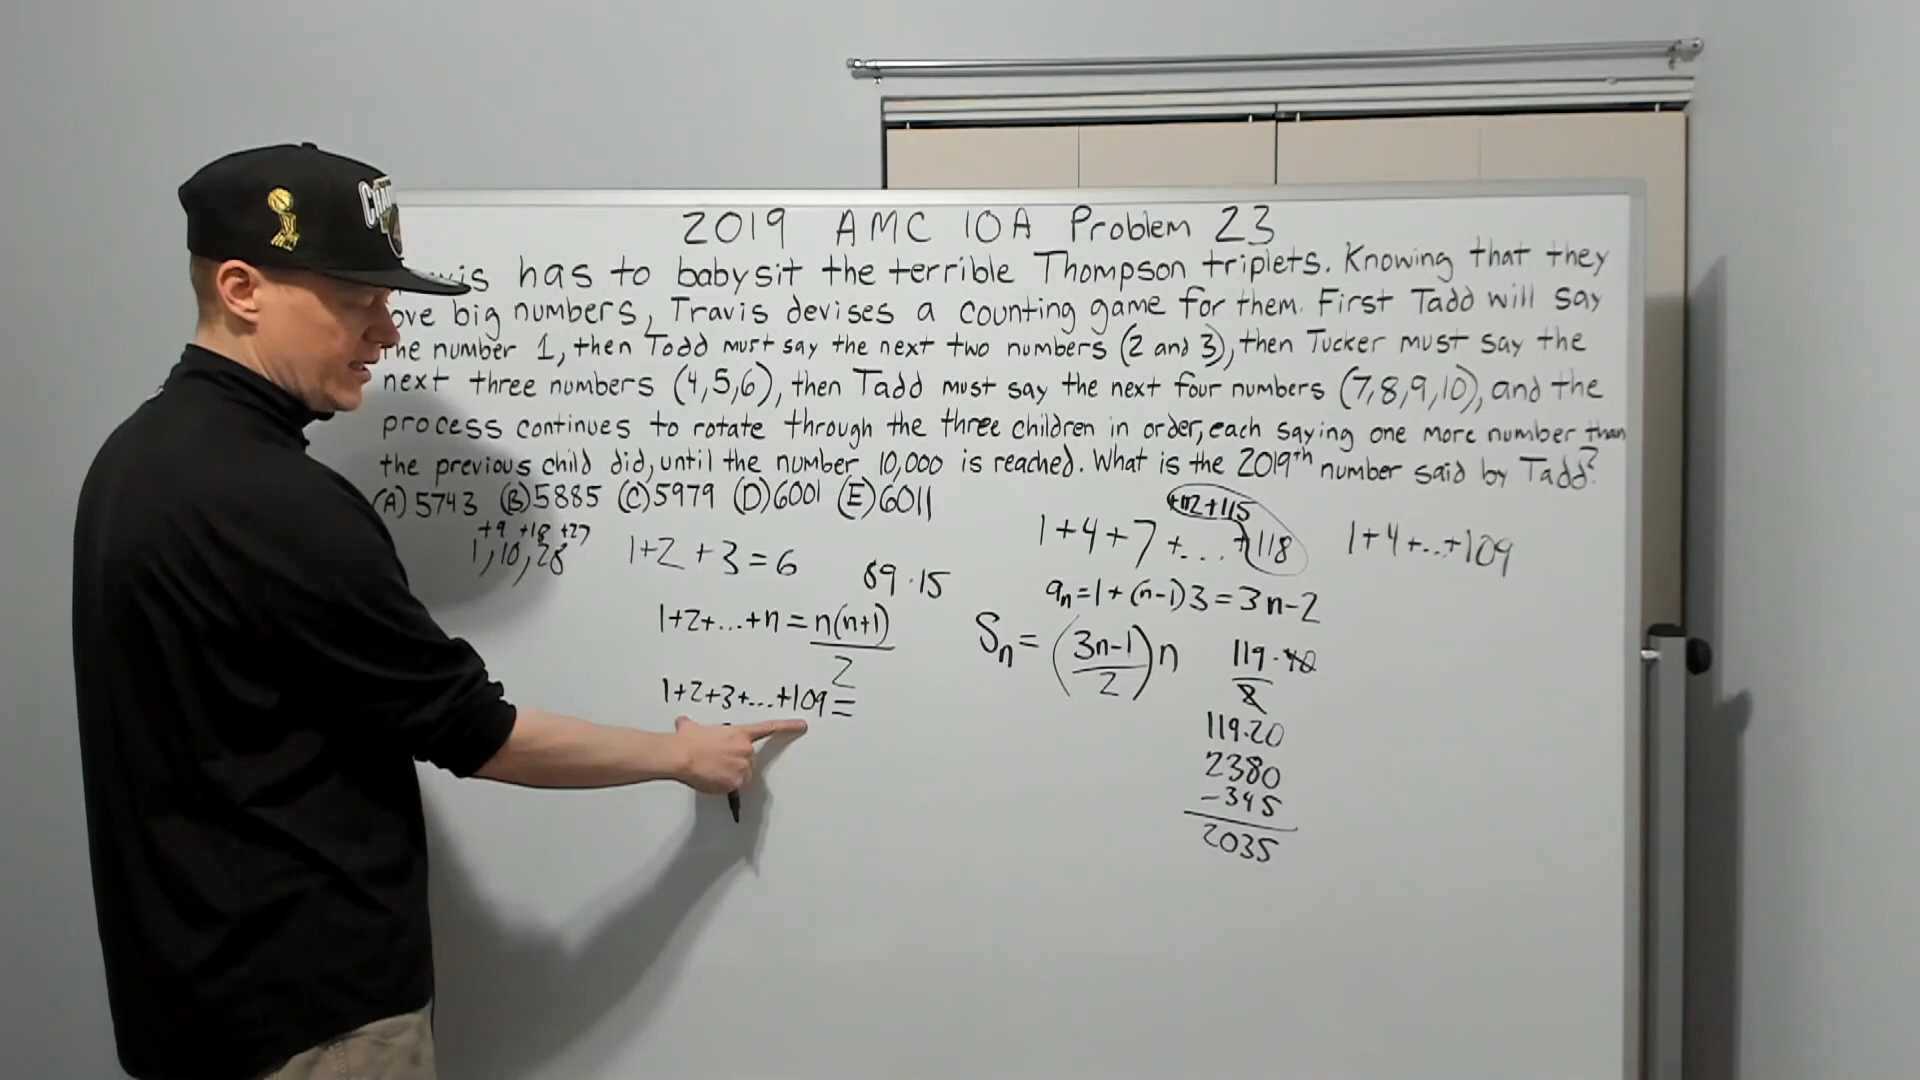 2019 AMC 10A Problem 23
is has to babysit the terrible Thompson triplets. Knowing that they
ove big numbers, Travis devises a counting game for them. First Tadd will say
the number 1, then Todd must say the next two numbers (2 and 3), then Tucker must say the
next three numbers (4,5,6), then Tadd must say the next four numbers (7,8,9,10), and the
process continues to rotate through the three children in order, each saying one more number than
the previous child did, until the number 10,000 is reached. What is the 2019th number said by Tadd?
(A) 5743 (B) 5885 (C) 5979 (D) 6001 (E) 6011
+9 +18 +27
1, 10, 28
1+2+3=6
89·15
1+2+...+n = n(n+1)
2
1+2+3+...+109=
+112+115
1+4+7+...+118
1+4+...+109
aₙ=1+(n-1)3=3n-2
Sₙ=(3n-1)n
2
119·40
2
119·20
2380
-345
2035